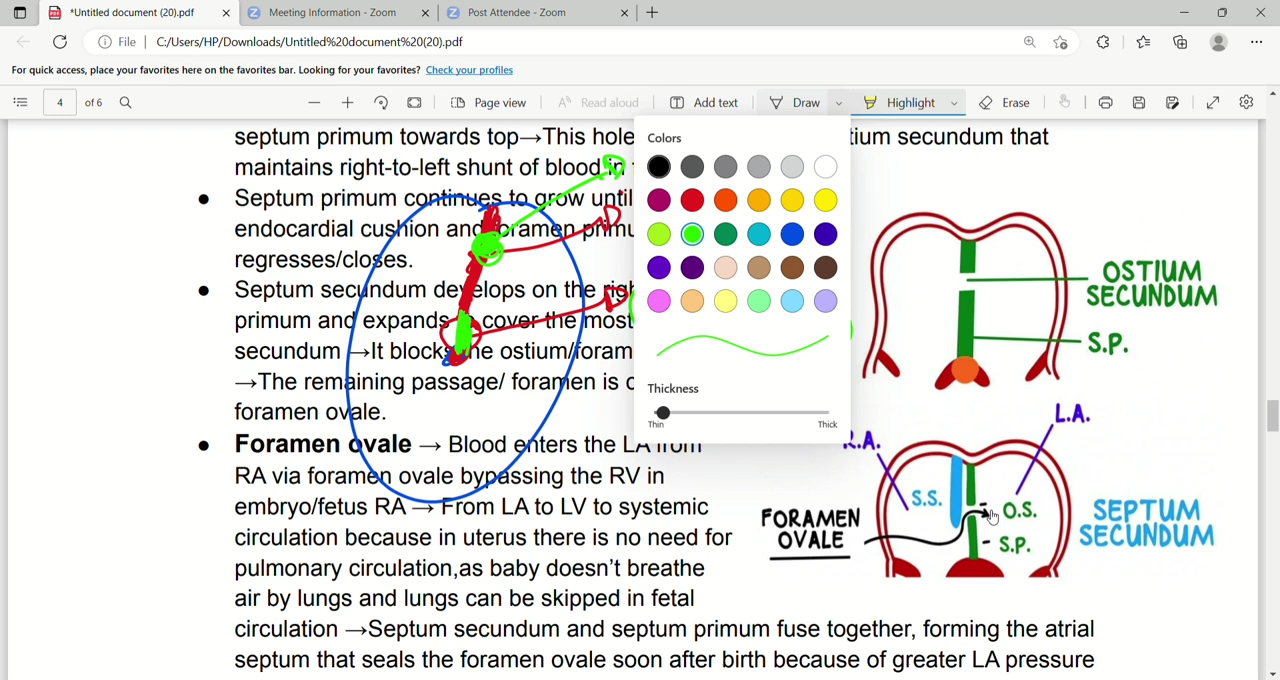 *Untitled document (20).pdf
Meeting Information - Zoom
Post Attendee - Zoom
File C:/Users/HP/Downloads/Untitled%20document%20(20).pdf
For quick access, place your favorites here on the favorites bar. Looking for your favorites? Check your profiles
4 of 6
Page view
Read aloud
Add text
Draw
Highlight
Erase
Colors
Thickness
Thin Thick
septum primum towards top→This hole tium secundum that
maintains right-to-left shunt of blood in
● Septum primum continues to grow until
endocardial cushion and foramen primu
regresses/closes.
● Septum secundum develops on the righ
primum and expands to cover the most
secundum →It blocks the ostium/foram
→The remaining passage/ foramen is c
foramen ovale.
● Foramen ovale → Blood enters the LA from
RA via foramen ovale bypassing the RV in
embryo/fetus RA → From LA to LV to systemic
circulation because in uterus there is no need for
pulmonary circulation,as baby doesn't breathe
air by lungs and lungs can be skipped in fetal
circulation →Septum secundum and septum primum fuse together, forming the atrial
septum that seals the foramen ovale soon after birth because of greater LA pressure
OSTIUM
SECUNDUM
S.P.
R.A.
L.A.
S.S.
- O.S.
- S.P.
FORAMEN
OVALE
SEPTUM
SECUNDUM